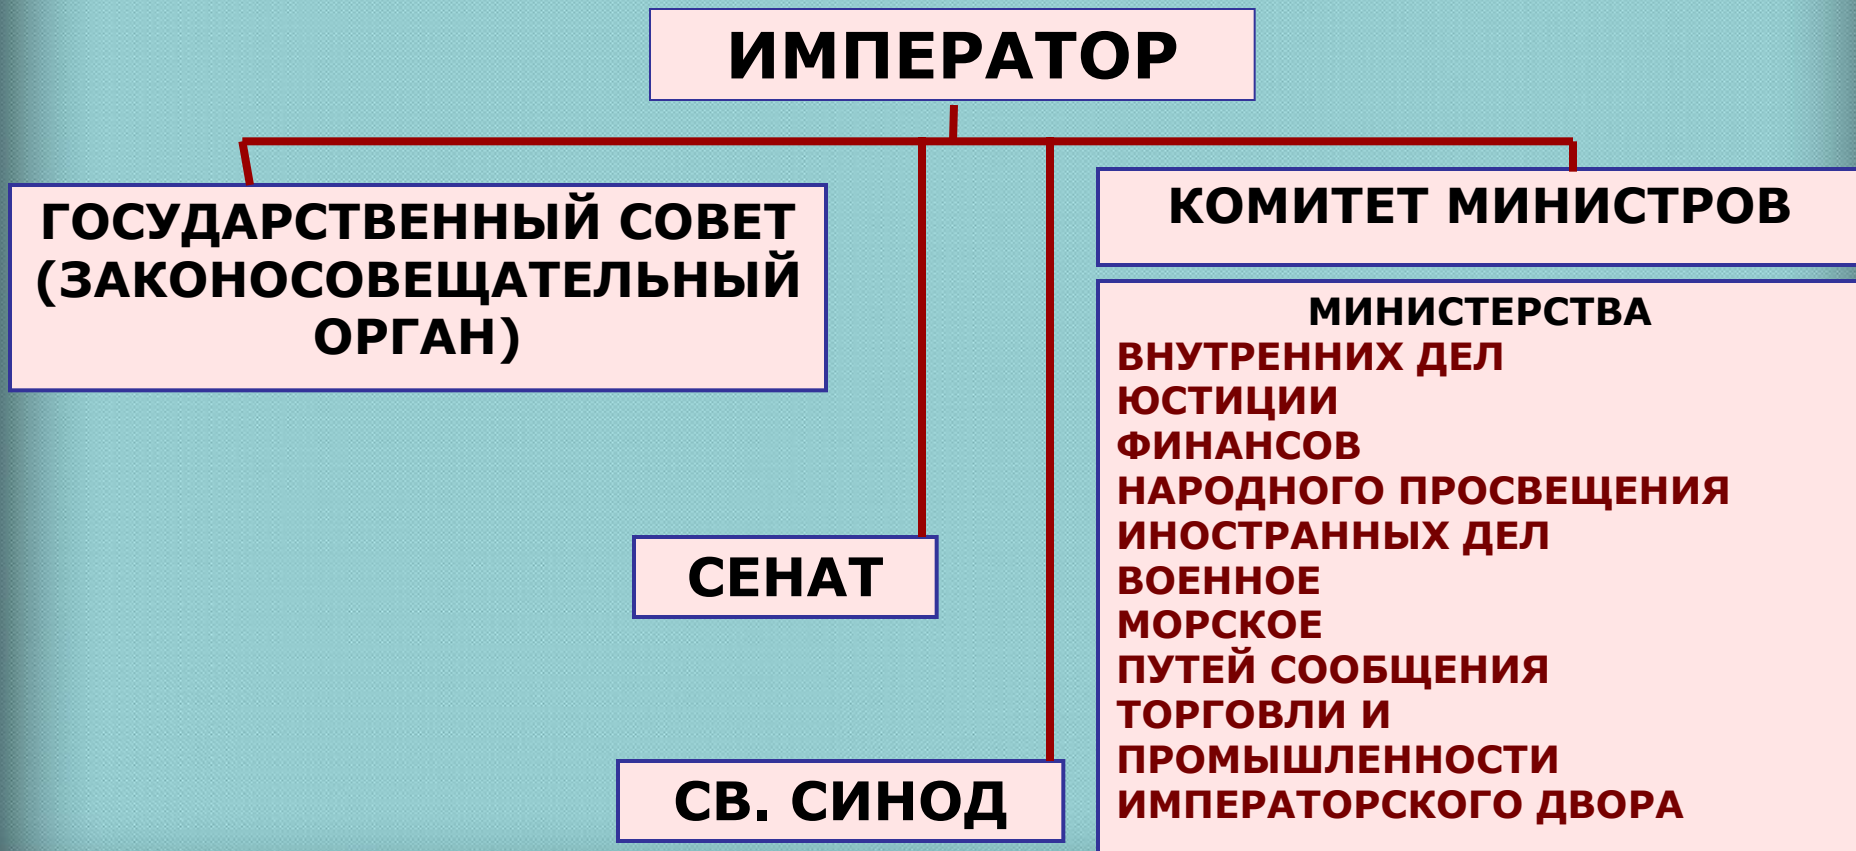 ИМПЕРАТОР
ГОСУДАРСТВЕННЫЙ СОВЕТ
(ЗАКОНОСОВЕЩАТЕЛЬНЫЙ
ОРГАН)
КОМИТЕТ МИНИСТРОВ
МИНИСТЕРСТВА
ВНУТРЕННИХ ДЕЛ
ЮСТИЦИИ
ФИНАНСОВ
НАРОДНОГО ПРОСВЕЩЕНИЯ
ИНОСТРАННЫХ ДЕЛ
ВОЕННОЕ
МОРСКОЕ
ПУТЕЙ СООБЩЕНИЯ
ТОРГОВЛИ И
ПРОМЫШЛЕННОСТИ
ИМПЕРАТОРСКОГО ДВОРА
СЕНАТ
СВ. СИНОД